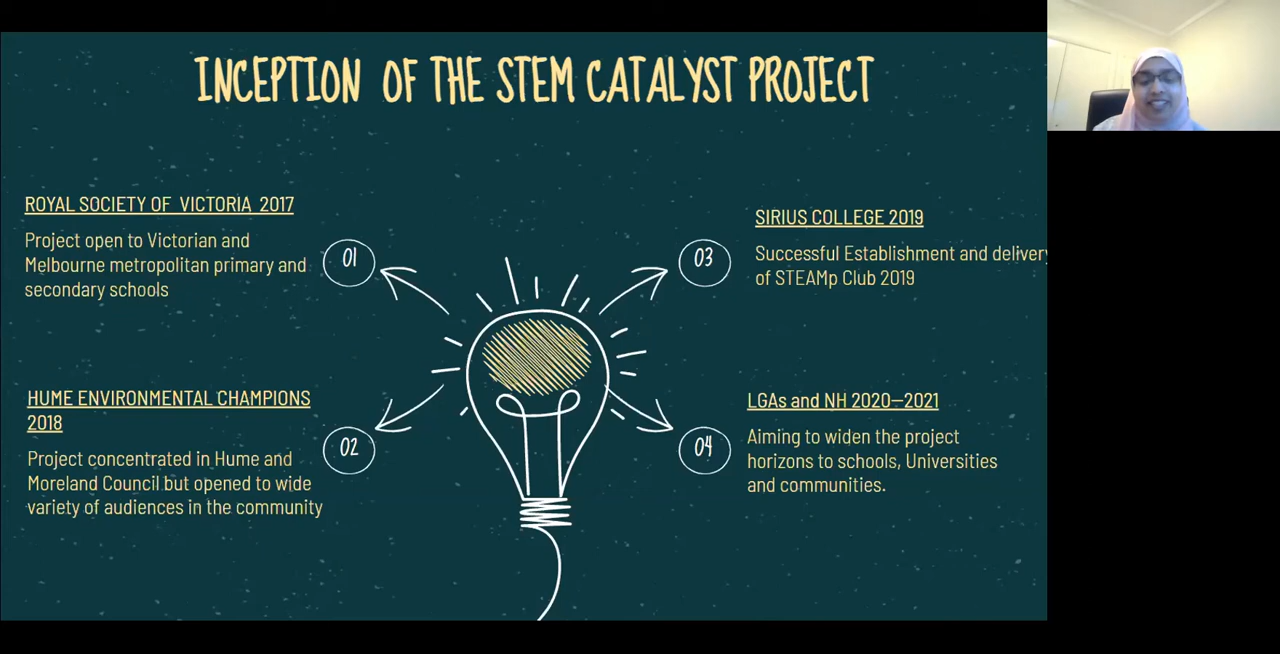 INCEPTION OF THE STEM CATALYST PROJECT
ROYAL SOCIETY OF VICTORIA 2017
Project open to Victorian and
Melbourne metropolitan primary and
secondary schools
01
HUME ENVIRONMENTAL CHAMPIONS
2018
Project concentrated in Hume and
Moreland Council but opened to wide
variety of audiences in the community
02
03
SIRIUS COLLEGE 2019
Successful Establishment and delivery
of STEAMp Club 2019
04
LGAs and NH 2020–2021
Aiming to widen the project
horizons to schools, Universities
and communities.